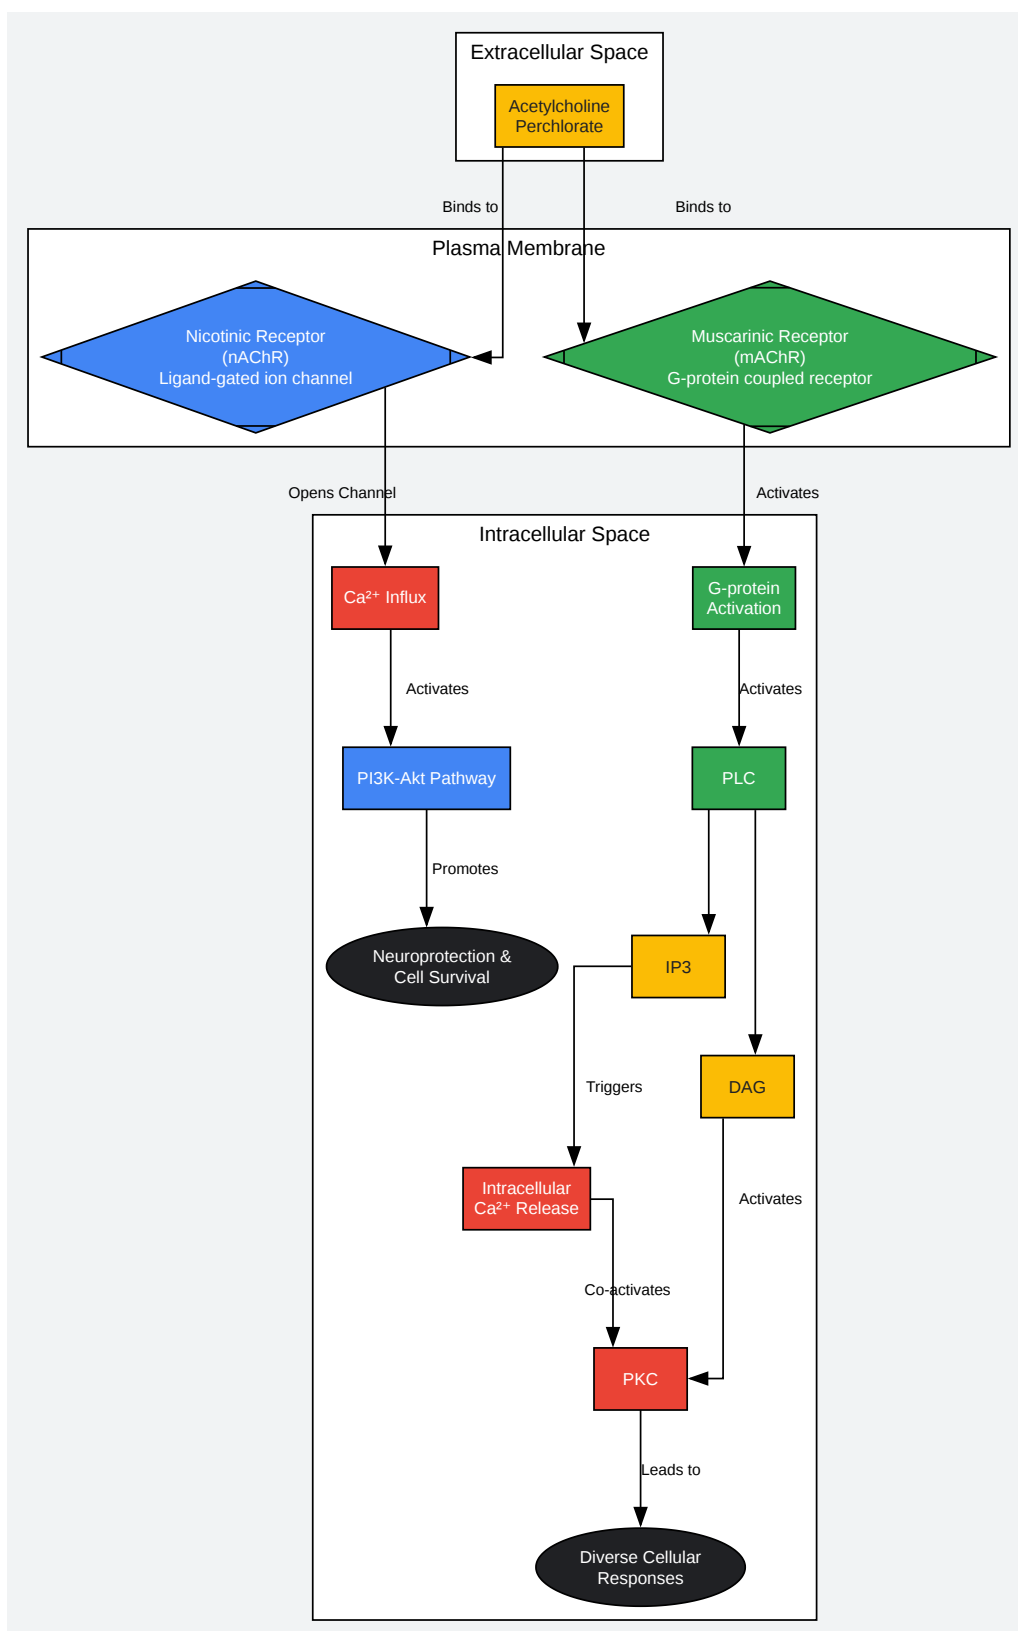 Extracellular Space
Acetylcholine
Perchlorate
Binds to
Binds to
Plasma Membrane
Nicotinic Receptor
(nAChR)
Ligand-gated ion channel
Muscarinic Receptor
(mAChR)
G-protein coupled receptor
Opens Channel
Activates
Intracellular Space
Ca²⁺ Influx
G-protein
Activation
Activates
Activates
PI3K-Akt Pathway
PLC
Promotes
Neuroprotection &
Cell Survival
IP3
Triggers
DAG
Intracellular
Ca²⁺ Release
Activates
Co-activates
PKC
Leads to
Diverse Cellular
Responses